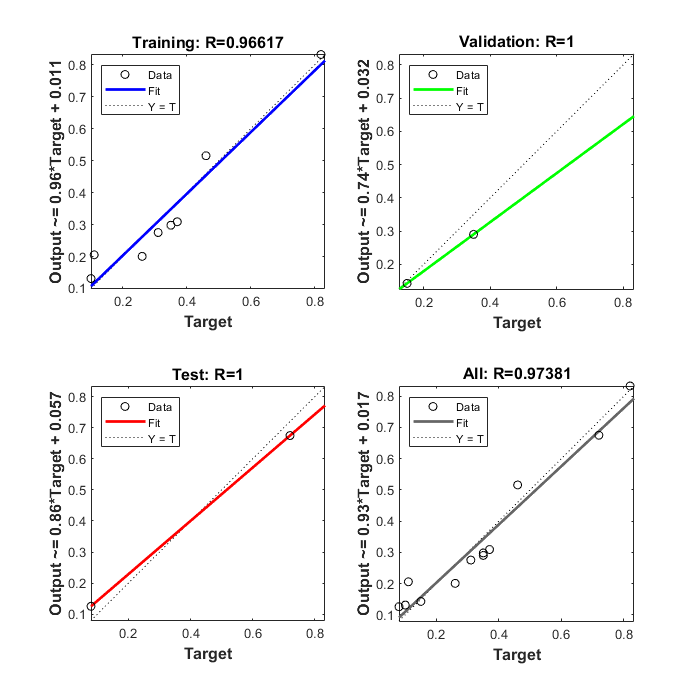 Training: R=0.96617
Output ~= 0.96*Target + 0.011
0.8
0.7
0.6
0.5
0.4
0.3
0.2
0.1
Data
Fit
Y = T
0.2 0.4 0.6 0.8
Target
Validation: R=1
Output ~= 0.74*Target + 0.032
0.8
0.7
0.6
0.5
0.4
0.3
0.2
Data
Fit
Y = T
0.2 0.4 0.6 0.8
Target
Test: R=1
Output ~= 0.86*Target + 0.057
0.8
0.7
0.6
0.5
0.4
0.3
0.2
0.1
Data
Fit
Y = T
0.2 0.4 0.6 0.8
Target
All: R=0.97381
Output ~= 0.93*Target + 0.017
0.8
0.7
0.6
0.5
0.4
0.3
0.2
0.1
Data
Fit
Y = T
0.2 0.4 0.6 0.8
Target